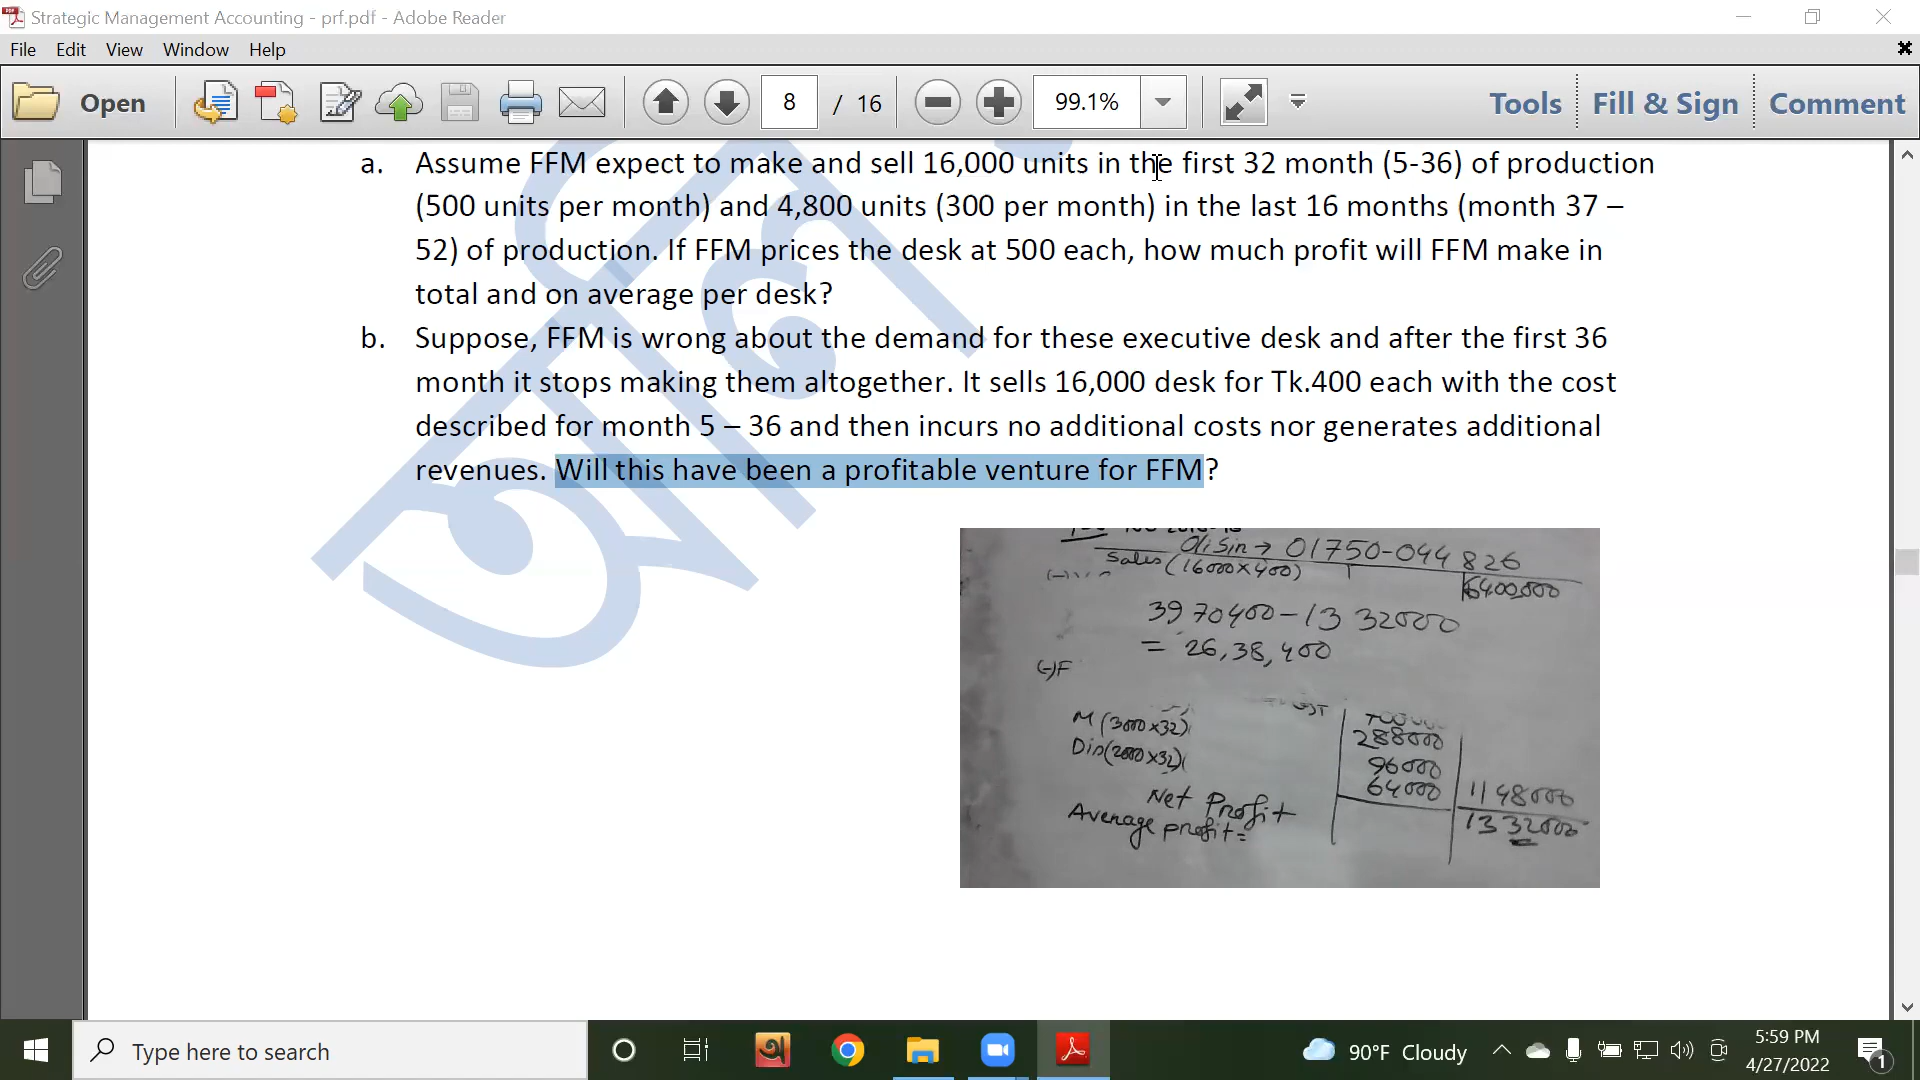 Strategic Management Accounting - prf.pdf - Adobe Reader
File Edit View Window Help
Open 8 / 16 99.1% Tools Fill & Sign Comment
a. Assume FFM expect to make and sell 16,000 units in the first 32 month (5-36) of production
(500 units per month) and 4,800 units (300 per month) in the last 16 months (month 37 –
52) of production. If FFM prices the desk at 500 each, how much profit will FFM make in
total and on average per desk?
b. Suppose, FFM is wrong about the demand for these executive desk and after the first 36
month it stops making them altogether. It sells 16,000 desk for Tk.400 each with the cost
described for month 5 – 36 and then incurs no additional costs nor generates additional
revenues. Will this have been a profitable venture for FFM?
→ 01750-044826
Sales (16000×400) 6400,000
3970400-1332000
= 26,38,400
(-)F
M (3000×32)
288000
Dis(2000×32)
96000
64000 1148000
Net Profit
1332000
Average profit=
Type here to search
90°F Cloudy
5:59 PM
4/27/2022
1